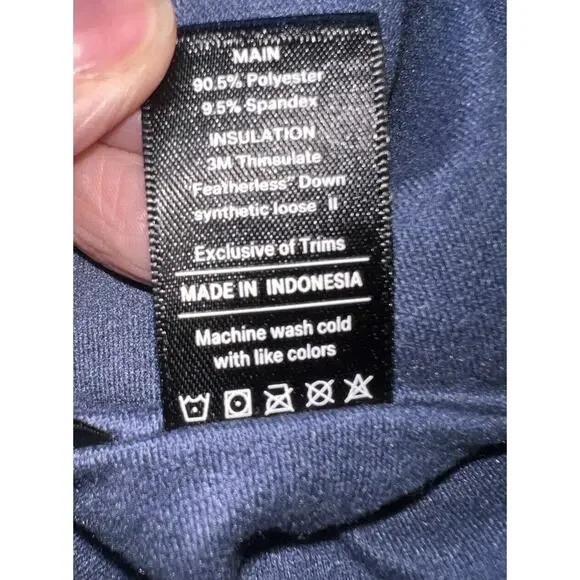 MAIN
90.5% Polyester
9.5% Spandex
INSULATION
3M Thinsulate
Featherless" Down
synthetic loose II
Exclusive of Trims
MADE IN INDONESIA
Machine wash cold
with like colors